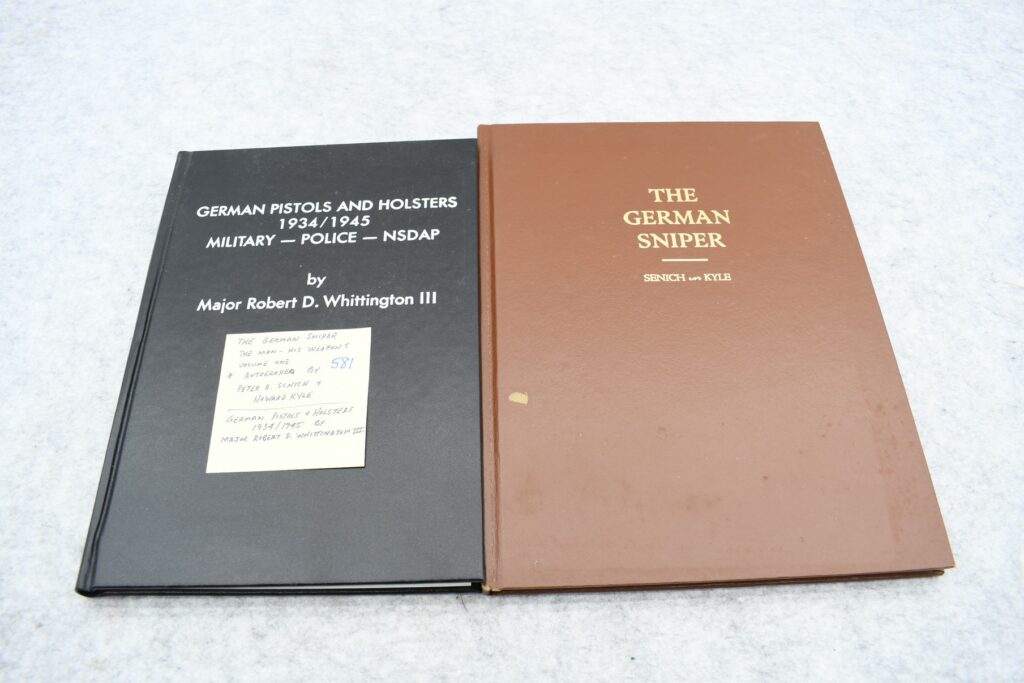 GERMAN PISTOLS AND HOLSTERS
1934/1945
MILITARY — POLICE — NSDAP
by
Major Robert D. Whittington III
THE GERMAN SNIPER
THE MAN - HIS WEAPONS
VOLUME ONE
* AUTOGRAPHED BY 581
PETER R. SENICH &
HOWARD KYLE
GERMAN PISTOLS & HOLSTERS
1934/1945 BY
MAJOR ROBERT D. WHITTINGTON III
THE
GERMAN
SNIPER
SENICH AND KYLE